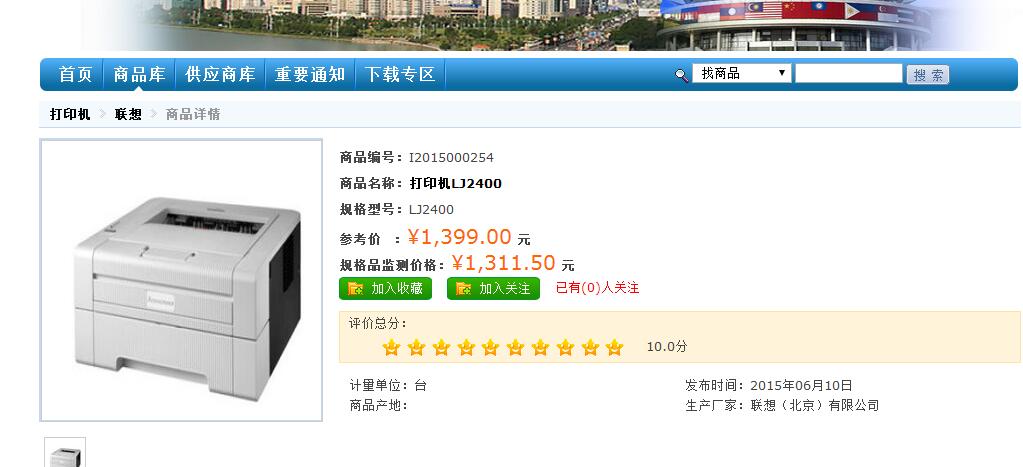 首页 商品库 供应商库 重要通知 下载专区 找商品 搜 索
打印机 联想 商品详情
商品编号：I2015000254
商品名称：打印机LJ2400
规格型号：LJ2400
参考价 ：¥1,399.00 元
规格品监测价格：¥1,311.50 元
加入收藏 加入关注 已有(0)人关注
评价总分：
10.0分
计量单位：台 发布时间：2015年06月10日
商品产地： 生产厂家：联想（北京）有限公司